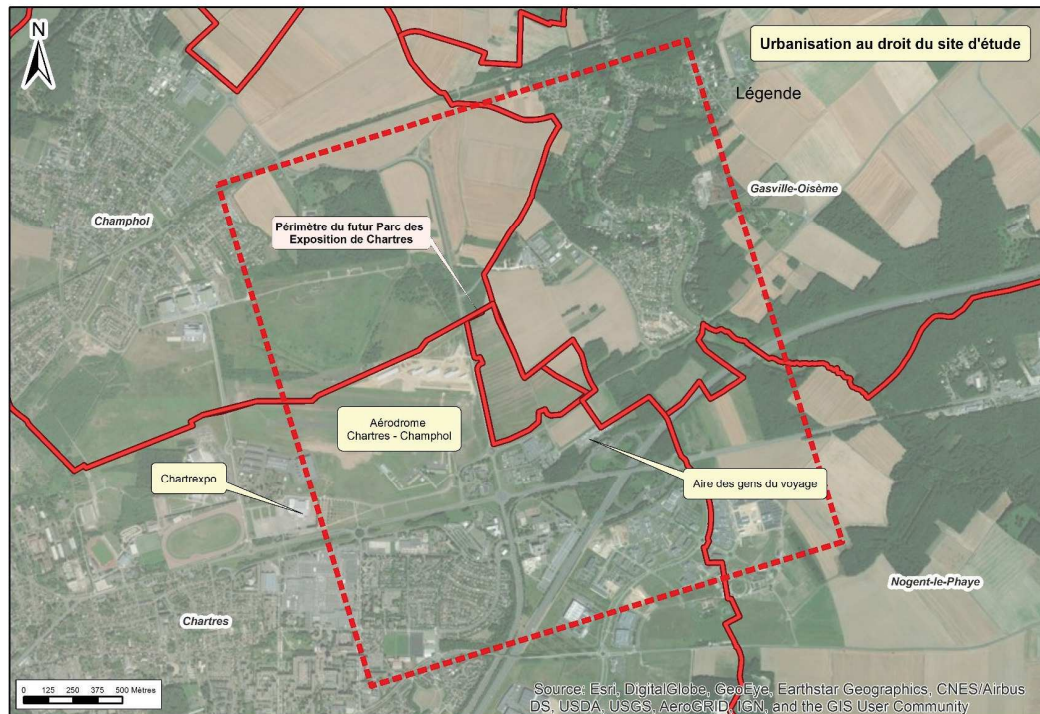 N
Urbanisation au droit du site d'étude
Légende
Gasville-Oisème
Champhol
Périmètre du futur Parc des
Exposition de Chartres
Aérodrome
Chartres - Champhol
Chartrexpo
Aire des gens du voyage
Nogent-le-Phaye
Chartres
0 125 250 375 500 Mètres
Source: Esri, DigitalGlobe, GeoEye, Earthstar Geographics, CNES/Airbus
DS, USDA, USGS, AeroGRID, IGN, and the GIS User Community